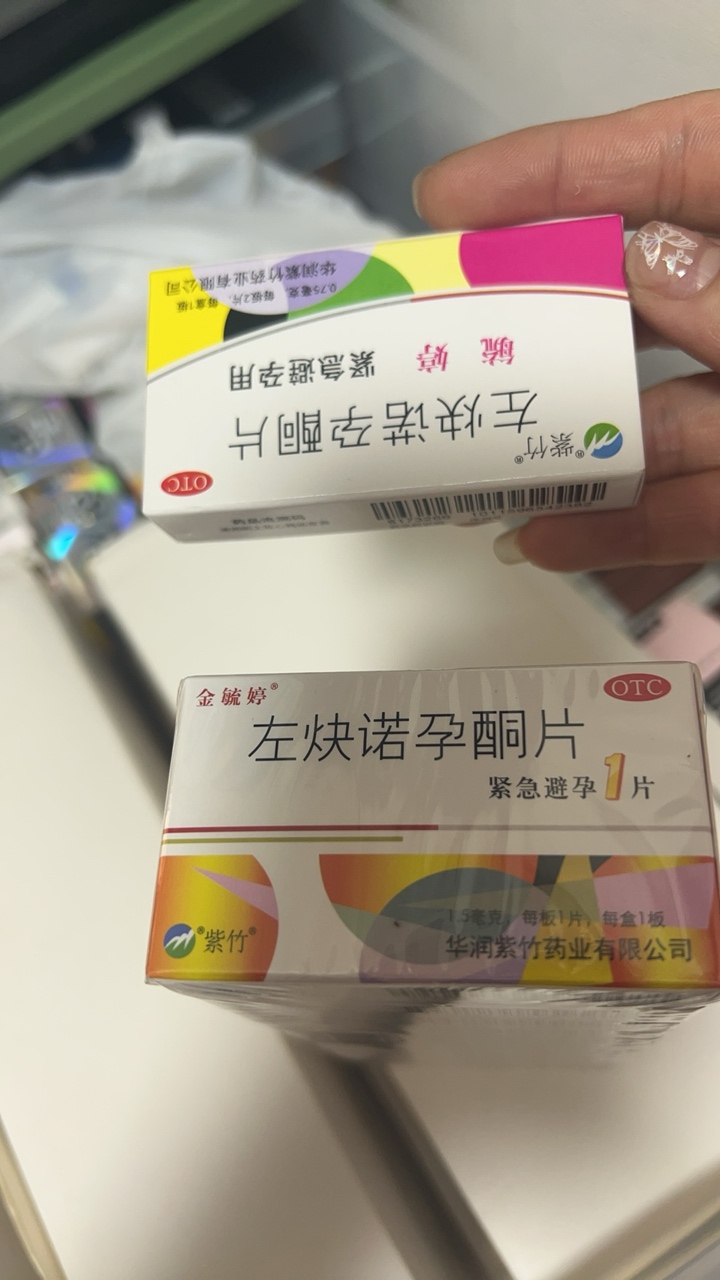 紫竹®
左炔诺孕酮片
毓 婷 紧急避孕用
0.75毫克, 每板2片, 每盒1板
华润紫竹药业有限公司
OTC
金毓婷®
OTC
左炔诺孕酮片
紧急避孕1片
®紫竹®
1.5毫克, 每板1片, 每盒1板
华润紫竹药业有限公司